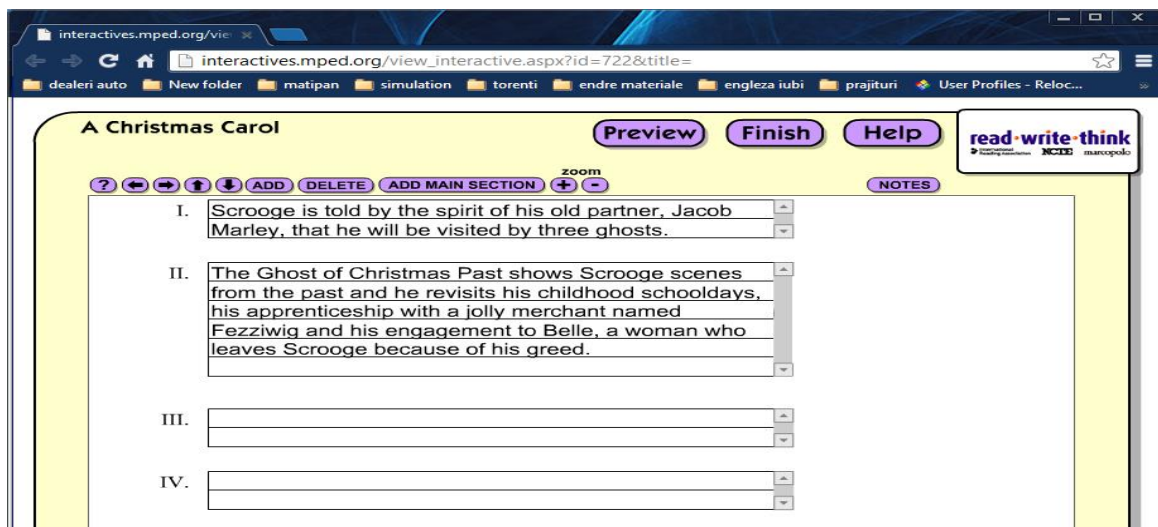 interactives.mped.org/vie
interactives.mped.org/view_interactive.aspx?id=722&title=
dealeri auto New folder matipan simulation torenti endre materiale engleza iubi prajituri User Profiles - Reloc...
A Christmas Carol
Preview Finish Help
read·write·think
International
Reading Association NCTE marcopolo
zoom
? ADD DELETE ADD MAIN SECTION + - NOTES
I. Scrooge is told by the spirit of his old partner, Jacob
Marley, that he will be visited by three ghosts.
II. The Ghost of Christmas Past shows Scrooge scenes
from the past and he revisits his childhood schooldays,
his apprenticeship with a jolly merchant named
Fezziwig and his engagement to Belle, a woman who
leaves Scrooge because of his greed.
III.
IV.